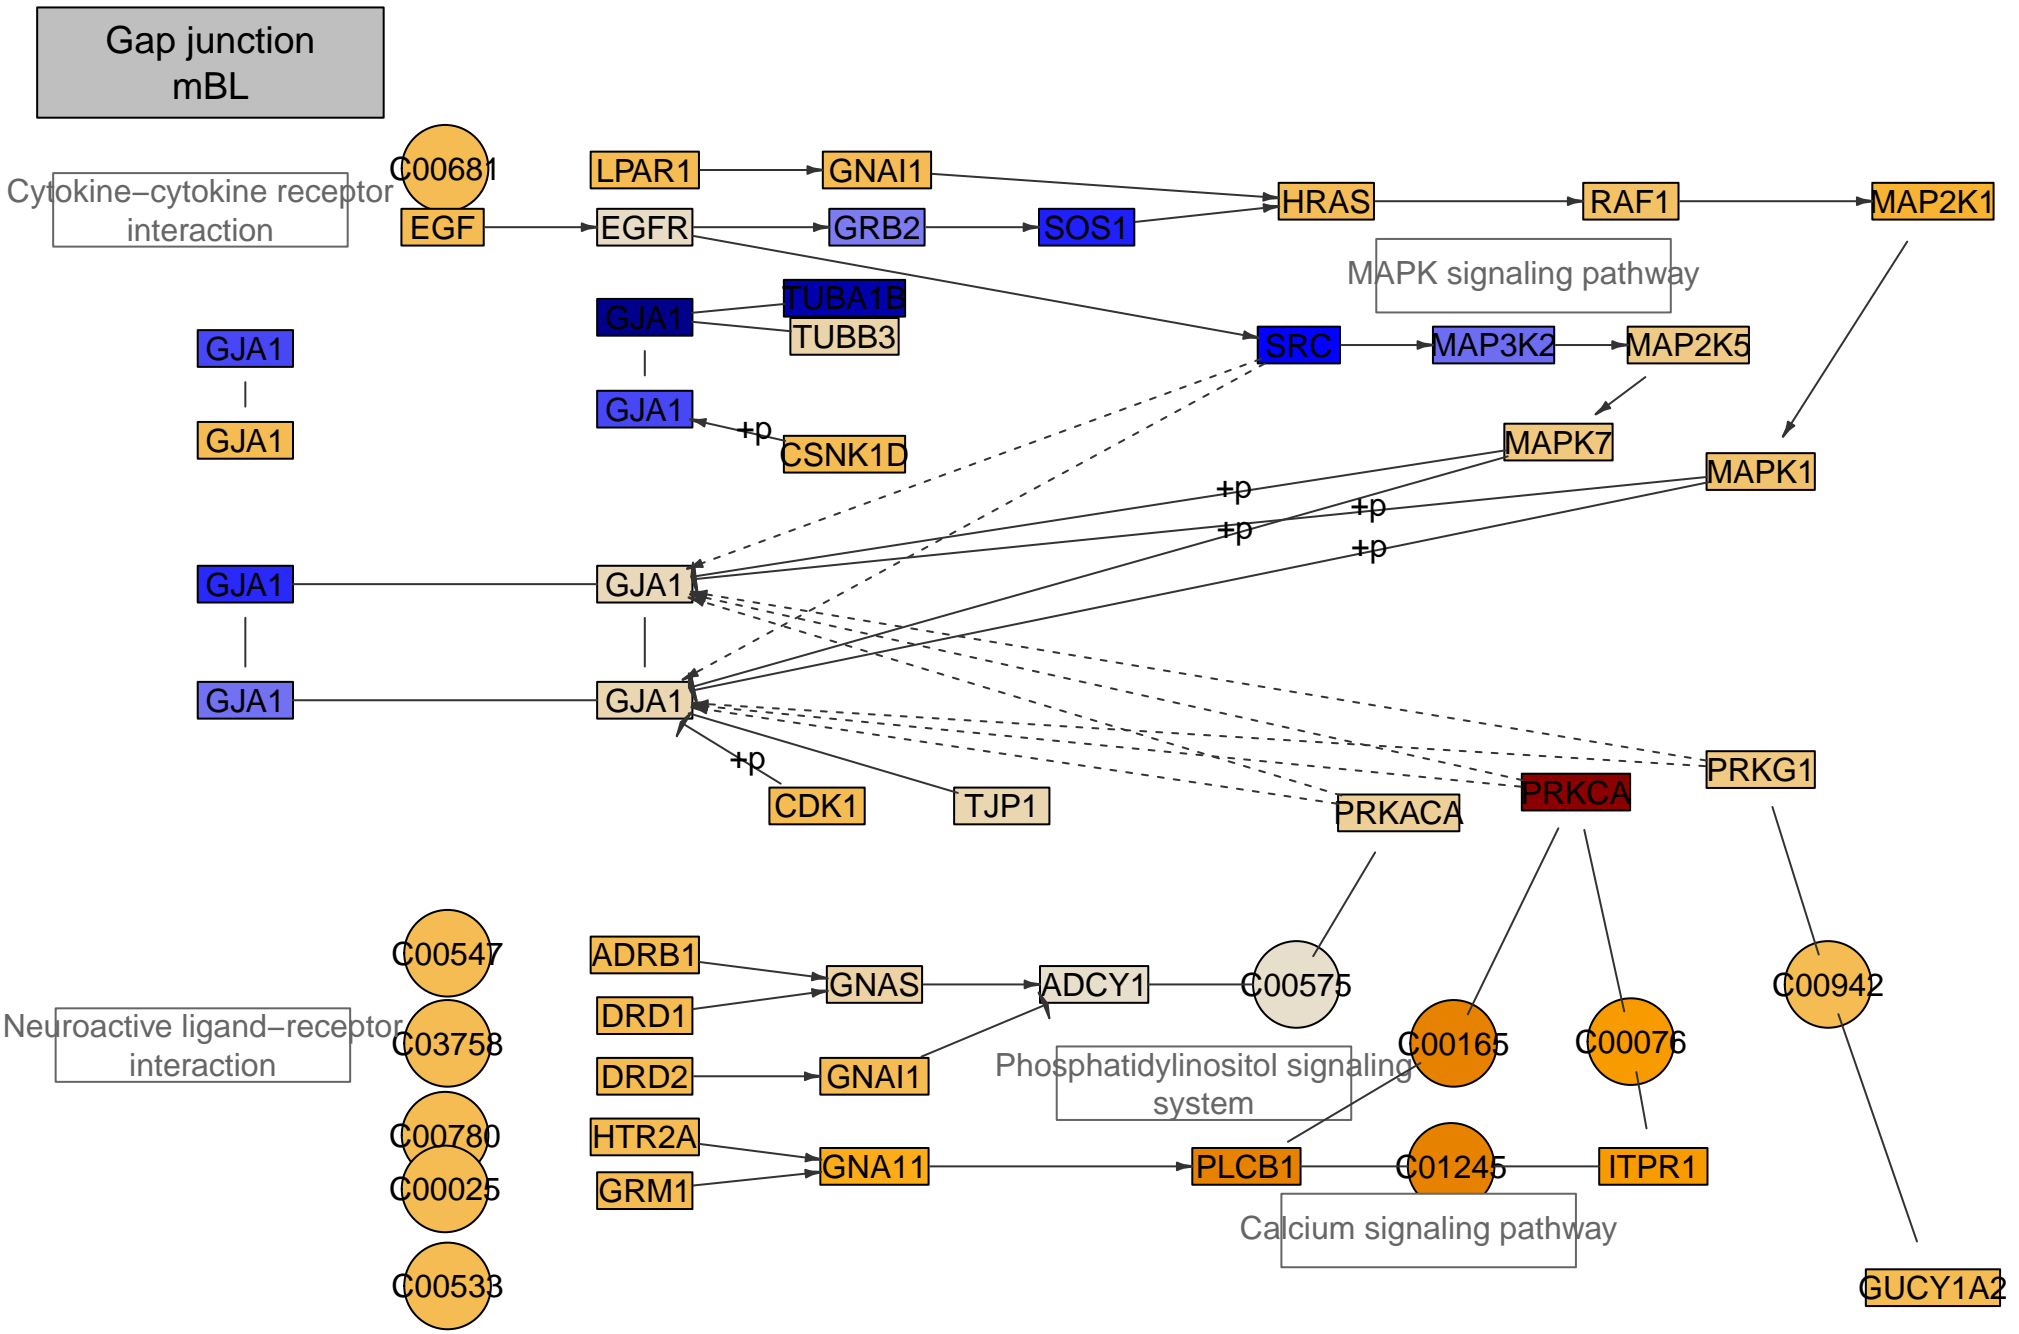 Gap junction
mBL
C00681
LPAR1
GNAI1
Cytokine−cytokine receptor
interaction
HRAS
RAF1
MAP2K1
EGF
EGFR
GRB2
SOS1
MAPK signaling pathway
TUBA1B
GJA1
TUBB3
GJA1
SRC
MAP3K2
MAP2K5
GJA1
+p
GJA1
CSNK1D
MAPK7
MAPK1
+p
+p
+p
+p
GJA1
GJA1
GJA1
GJA1
+p
PRKG1
PRKCA
CDK1
TJP1
PRKACA
C00547
ADRB1
GNAS
ADCY1
C00575
C00942
DRD1
Neuroactive ligand−receptor
interaction
C03758
C00165
C00076
DRD2
GNAI1
Phosphatidylinositol signaling
system
C00780
HTR2A
GNA11
PLCB1
C01245
ITPR1
C00025
GRM1
Calcium signaling pathway
C00533
GUCY1A2